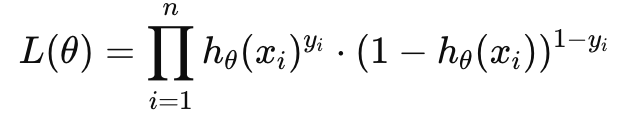 L(θ) = ∏_{i=1}^{n} h_θ(x_i)^{y_i} · (1 − h_θ(x_i))^{1−y_i}